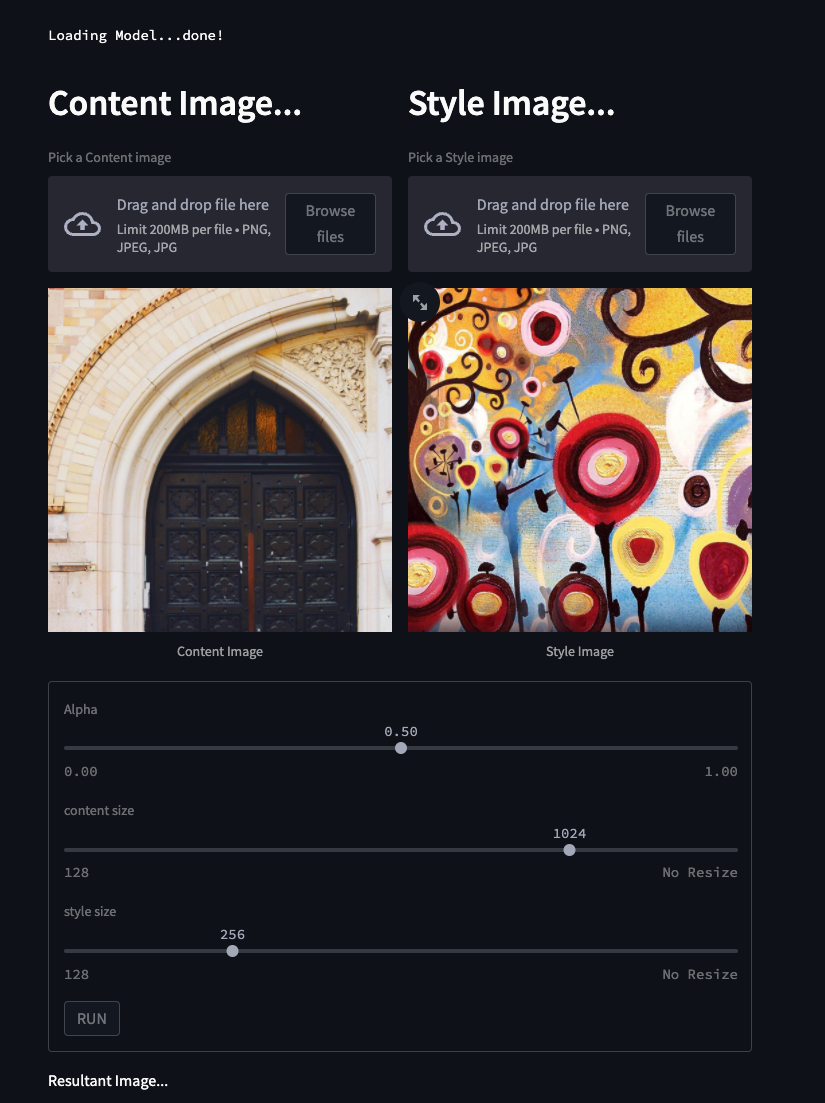 Loading Model...done!
Content Image...
Style Image...
Pick a Content image
Pick a Style image
Drag and drop file here
Limit 200MB per file • PNG,
JPEG, JPG
Browse
files
Drag and drop file here
Limit 200MB per file • PNG,
JPEG, JPG
Browse
files
Content Image
Style Image
Alpha
0.50
0.00
1.00
content size
1024
128
No Resize
style size
256
128
No Resize
RUN
Resultant Image...